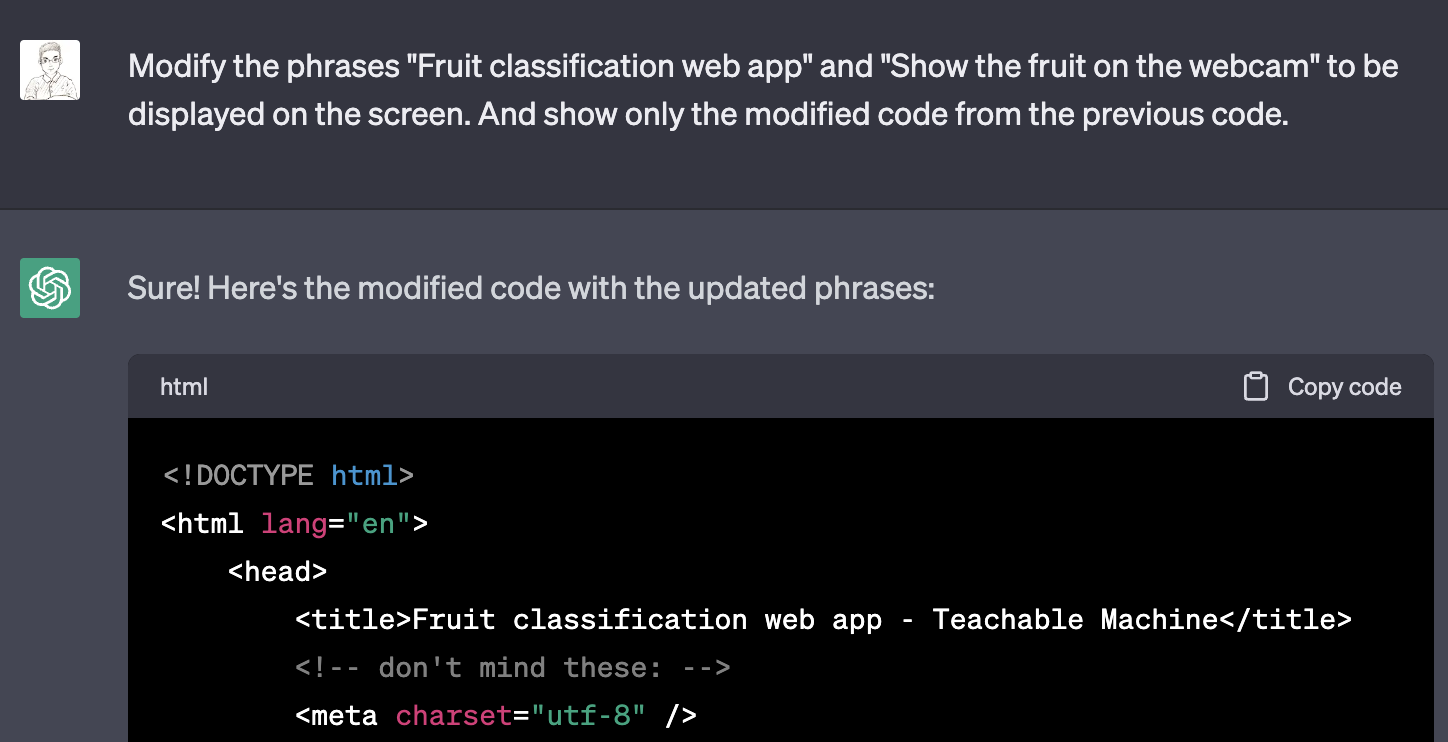 Modify the phrases "Fruit classification web app" and "Show the fruit on the webcam" to be
displayed on the screen. And show only the modified code from the previous code.
Sure! Here's the modified code with the updated phrases:
html Copy code
<!DOCTYPE html>
<html lang="en">
<head>
<title>Fruit classification web app - Teachable Machine</title>
<!-- don't mind these: -->
<meta charset="utf-8" />